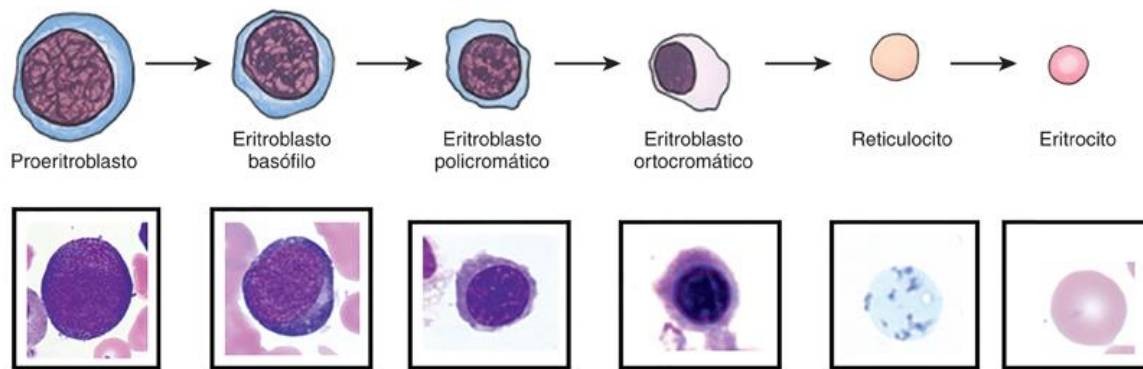 Proeritroblasto
Eritroblasto
basófilo
Eritroblasto
policromático
Eritroblasto
ortocromático
Reticulocito
Eritrocito